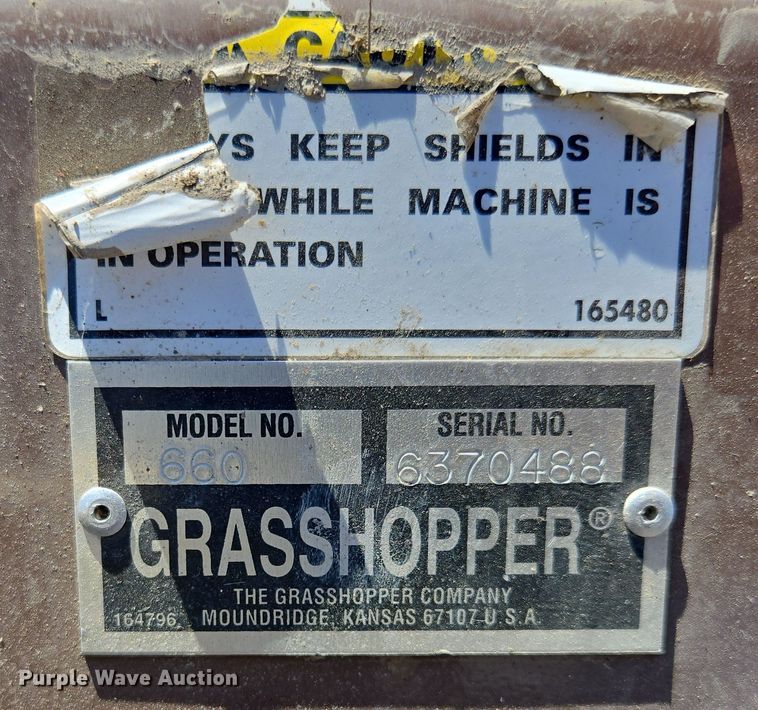 YS KEEP SHIELDS IN
WHILE MACHINE IS
IN OPERATION
L 165480
MODEL NO. SERIAL NO.
660 6370488
GRASSHOPPER®
THE GRASSHOPPER COMPANY
164796 MOUNDRIDGE, KANSAS 67107 U.S.A.
Purple Wave Auction